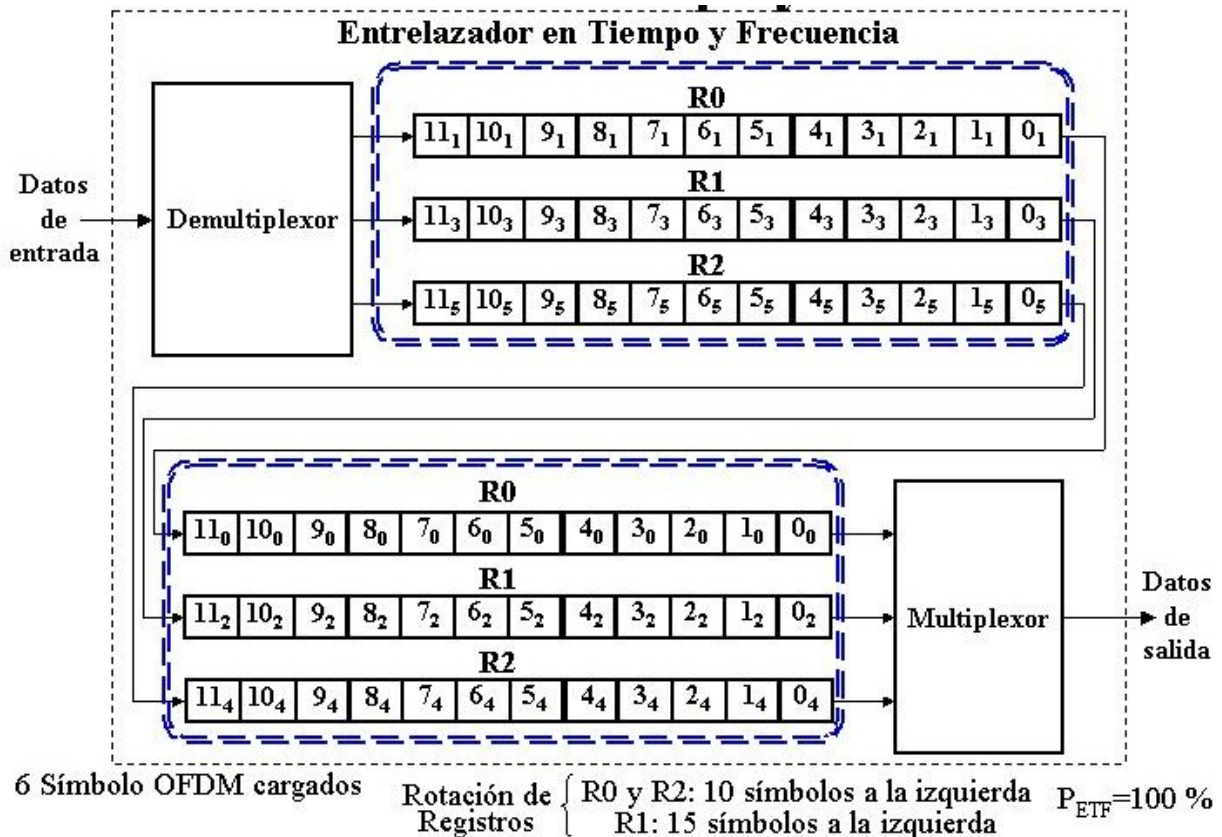 Entrelazador en Tiempo y Frecuencia
R0
11₁ 10₁ 9₁ 8₁ 7₁ 6₁ 5₁ 4₁ 3₁ 2₁ 1₁ 0₁
R1
11₃ 10₃ 9₃ 8₃ 7₃ 6₃ 5₃ 4₃ 3₃ 2₃ 1₃ 0₃
R2
11₅ 10₅ 9₅ 8₅ 7₅ 6₅ 5₅ 4₅ 3₅ 2₅ 1₅ 0₅
Datos
de
entrada
Demultiplexor
R0
11₀ 10₀ 9₀ 8₀ 7₀ 6₀ 5₀ 4₀ 3₀ 2₀ 1₀ 0₀
R1
11₂ 10₂ 9₂ 8₂ 7₂ 6₂ 5₂ 4₂ 3₂ 2₂ 1₂ 0₂
R2
11₄ 10₄ 9₄ 8₄ 7₄ 6₄ 5₄ 4₄ 3₄ 2₄ 1₄ 0₄
Multiplexor
Datos
de
salida
6 Símbolo OFDM cargados
Rotación de
Registros
R0 y R2: 10 símbolos a la izquierda
R1: 15 símbolos a la izquierda
P_ETF=100 %